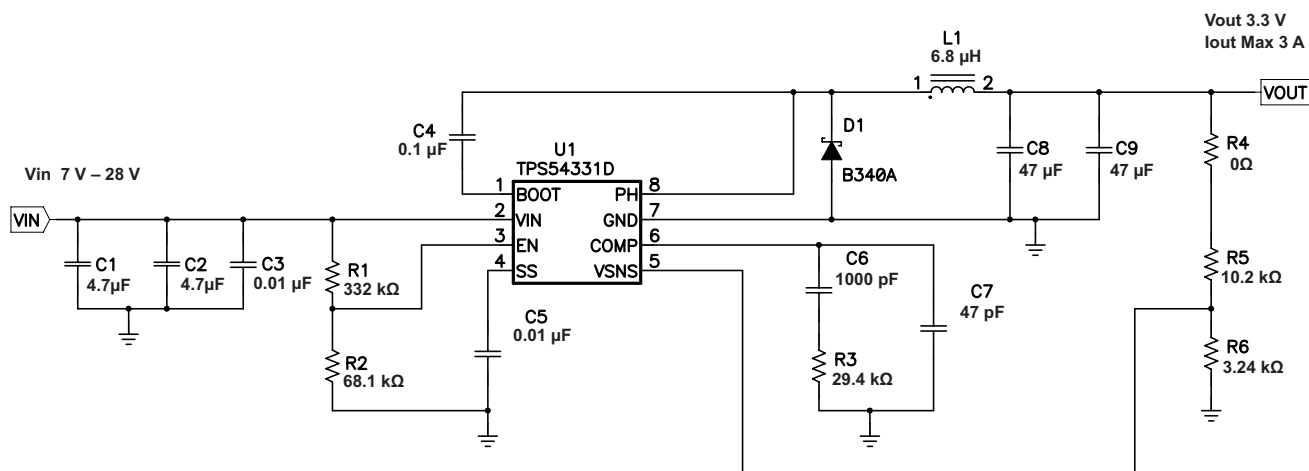 Vout 3.3 V
Iout Max 3 A
L1
6.8 µH
1 2
VOUT
C4
0.1 µF
D1
B340A
C8
47 µF
C9
47 µF
R4
0Ω
U1
TPS54331D
Vin 7 V – 28 V
VIN
1 BOOT PH 8
2 VIN GND 7
3 EN COMP 6
4 SS VSNS 5
C1
4.7µF
C2
4.7µF
C3
0.01 µF
R1
332 kΩ
C5
0.01 µF
R2
68.1 kΩ
C6
1000 pF
C7
47 pF
R3
29.4 kΩ
R5
10.2 kΩ
R6
3.24 kΩ